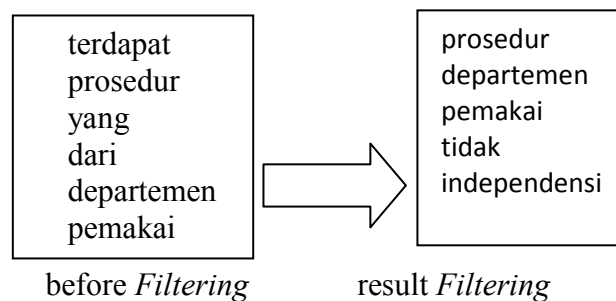 terdapat
prosedur
yang
dari
departemen
pemakai
prosedur
departemen
pemakai
tidak
independensi
before Filtering
result Filtering